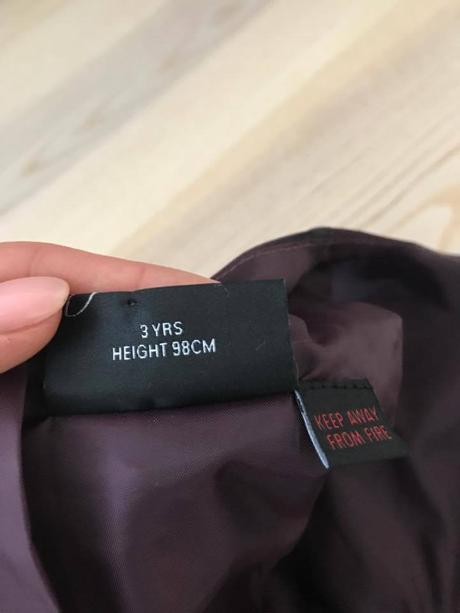 3 YRS
HEIGHT 98CM
KEEP AWAY
FROM FIRE